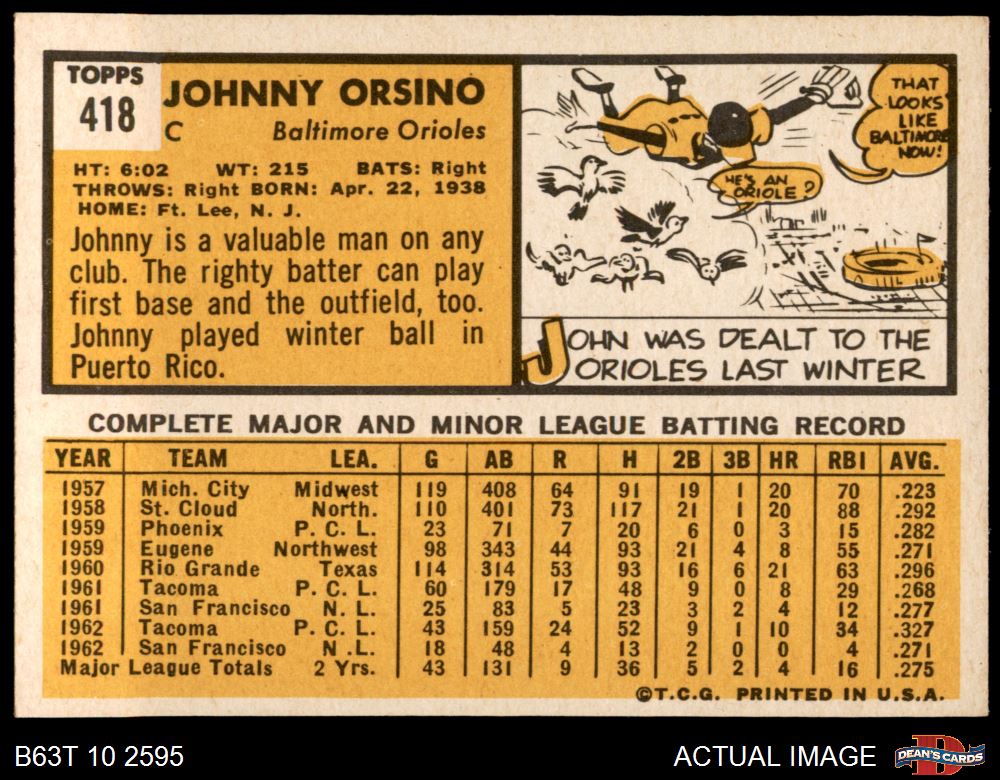 TOPPS
418
JOHNNY ORSINO
C Baltimore Orioles
HT: 6:02 WT: 215 BATS: Right
THROWS: Right BORN: Apr. 22, 1938
HOME: Ft. Lee, N. J.
Johnny is a valuable man on any
club. The righty batter can play
first base and the outfield, too.
Johnny played winter ball in
Puerto Rico.
THAT
LOOKS
LIKE
BALTIMORE
NOW!
HE'S AN
ORIOLE?
JOHN WAS DEALT TO THE
ORIOLES LAST WINTER
COMPLETE MAJOR AND MINOR LEAGUE BATTING RECORD
YEAR TEAM LEA. G AB R H 2B 3B HR RBI AVG.
1957 Mich. City Midwest 119 408 64 91 19 1 20 70 .223
1958 St. Cloud North. 110 401 73 117 21 1 20 88 .292
1959 Phoenix P. C. L. 23 71 7 20 6 0 3 15 .282
1959 Eugene Northwest 98 343 44 93 21 4 8 55 .271
1960 Rio Grande Texas 114 314 53 93 16 6 21 63 .296
1961 Tacoma P. C. L. 60 179 17 48 9 0 8 29 .268
1961 San Francisco N. L. 25 83 5 23 3 2 4 12 .277
1962 Tacoma P. C. L. 43 159 24 52 9 1 10 34 .327
1962 San Francisco N .L. 18 48 4 13 2 0 0 4 .271
Major League Totals 2 Yrs. 43 131 9 36 5 2 4 16 .275
©T.C.G. PRINTED IN U.S.A.
B63T 10 2595 ACTUAL IMAGE
DEAN'S CARDS